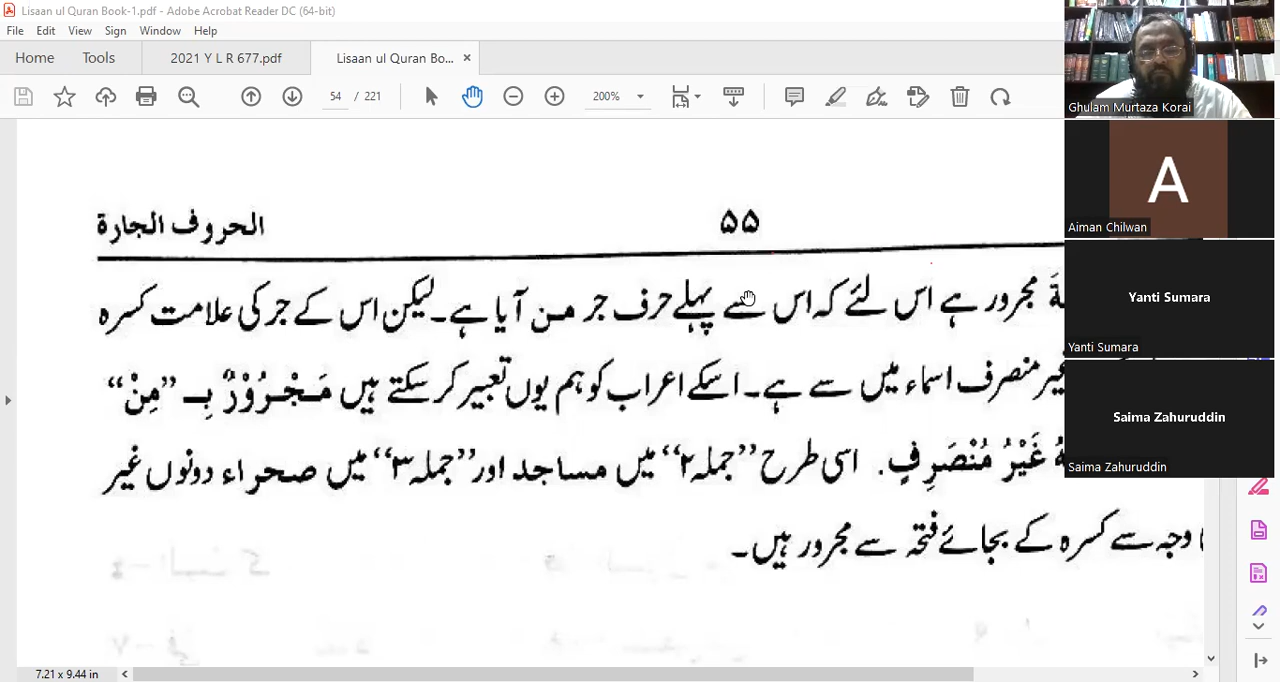 Lisaan ul Quran Book-1.pdf - Adobe Acrobat Reader DC (64-bit)
File Edit View Sign Window Help
Home Tools 2021 Y L R 677.pdf Lisaan ul Quran Bo... ×
54 / 221 200%
Ghulam Murtaza Korai
A
Aiman Chilwan
Yanti Sumara
Yanti Sumara
Saima Zahuruddin
Saima Zahuruddin
۵۵ الحروف الجارة
مجرور ہے اس لئے کہ اس سے پہلے حرف جر من آیا ہے۔ لیکن اس کے جر کی علامت کسرہ
غیر منصرف اسماء میں سے ہے۔ اسکے اعراب کو ہم یوں تعبیر کر سکتے ہیں مَجْرُوْرٌ بِـ ”مِنْ“
غَيْرُ مُنْصَرِفٍ. اسی طرح ”جملہ ۲“ میں مساجد اور ”جملہ ۳“ میں صحراء دونوں غیر
وجہ سے کسرہ کے بجائے فتحہ سے مجرور ہیں۔
7.21 x 9.44 in